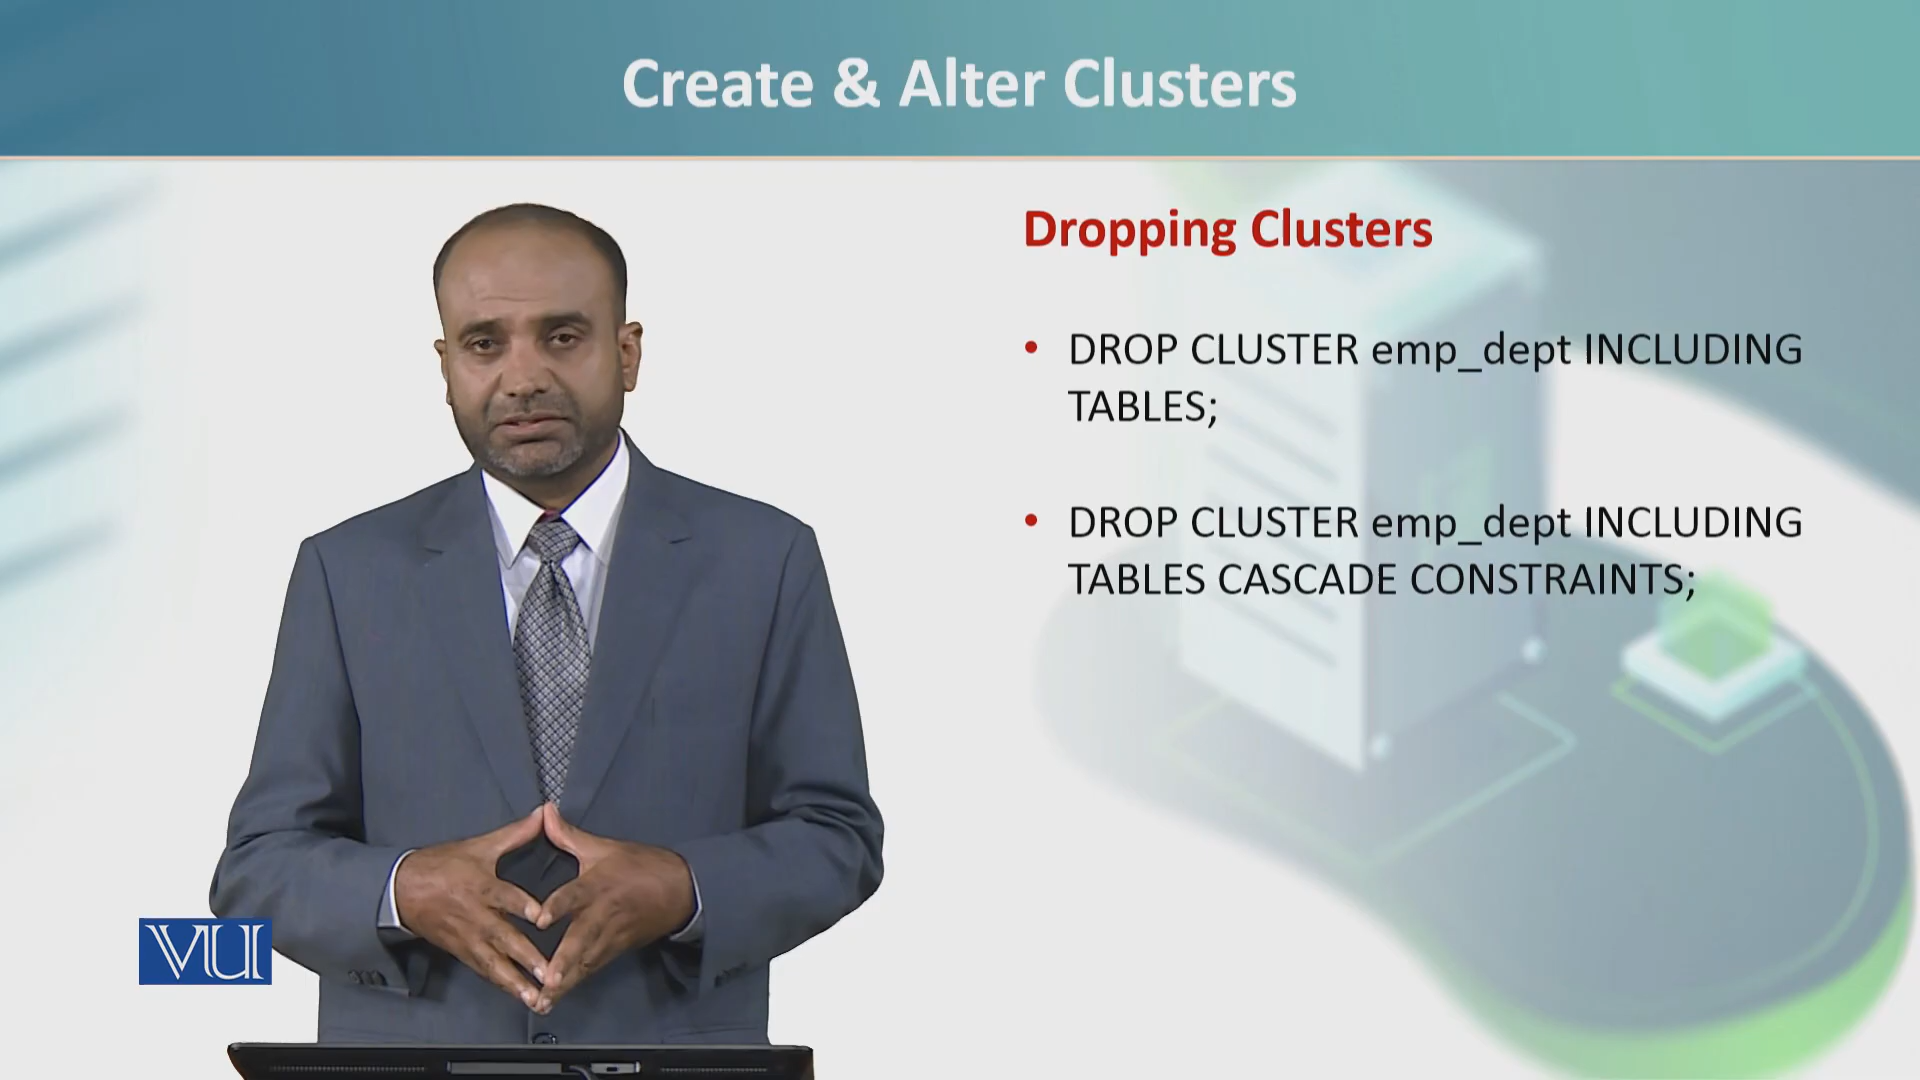 Create & Alter Clusters
Dropping Clusters
• DROP CLUSTER emp_dept INCLUDING
TABLES;
• DROP CLUSTER emp_dept INCLUDING
TABLES CASCADE CONSTRAINTS;
VU